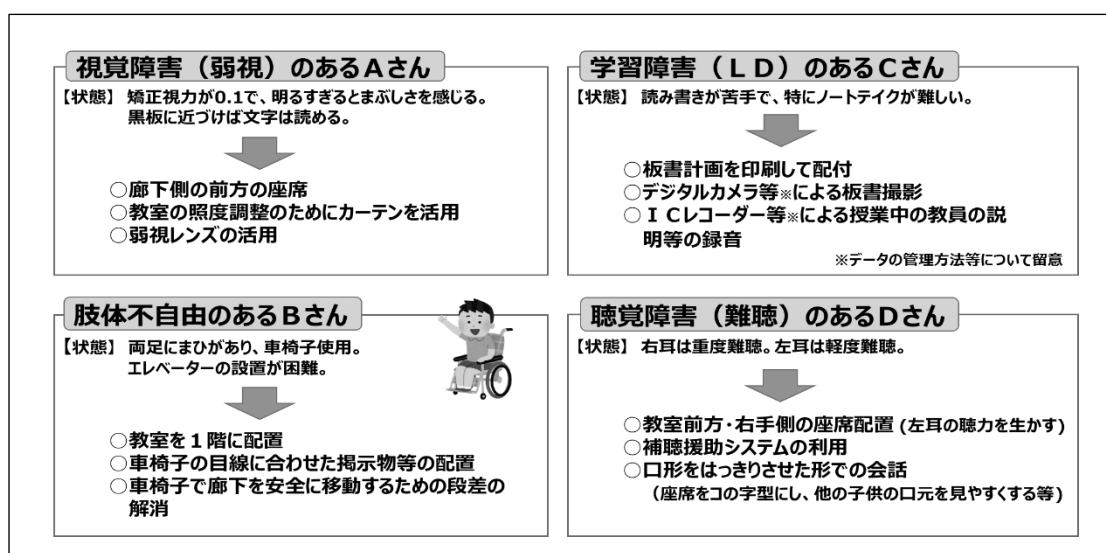 視覚障害（弱視）のあるAさん
【状態】 矯正視力が0.1で、明るすぎるとまぶしさを感じる。
黒板に近づけば文字は読める。
○廊下側の前方の座席
○教室の照度調整のためにカーテンを活用
○弱視レンズの活用
肢体不自由のあるBさん
【状態】 両足にまひがあり、車椅子使用。
エレベーターの設置が困難。
○教室を１階に配置
○車椅子の目線に合わせた掲示物等の配置
○車椅子で廊下を安全に移動するための段差の
解消
学習障害（ＬＤ）のあるCさん
【状態】 読み書きが苦手で、特にノートテイクが難しい。
○板書計画を印刷して配付
○デジタルカメラ等※による板書撮影
○ＩＣレコーダー等※による授業中の教員の説
明等の録音
※データの管理方法等について留意
聴覚障害（難聴）のあるDさん
【状態】 右耳は重度難聴。左耳は軽度難聴。
○教室前方・右手側の座席配置 (左耳の聴力を生かす)
○補聴援助システムの利用
○口形をはっきりさせた形での会話
（座席をコの字型にし、他の子供の口元を見やすくする等）